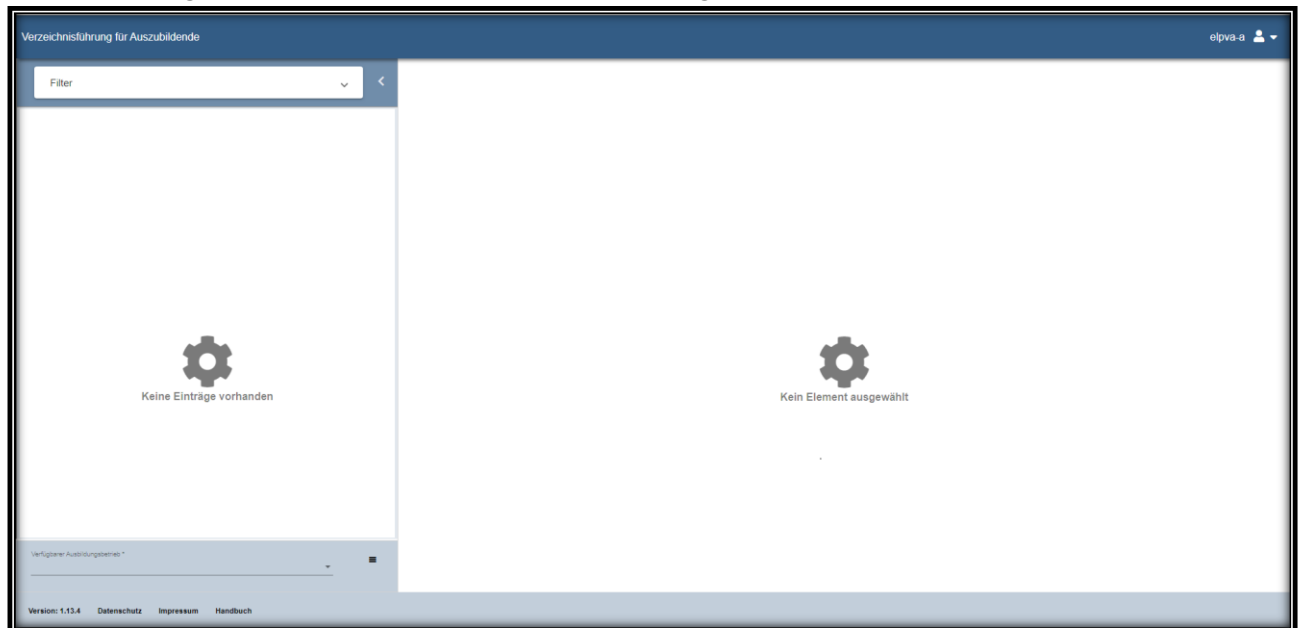 Verzeichnisführung für Auszubildende
elpva-a
Filter
Keine Einträge vorhanden
Kein Element ausgewählt
Verfügbarer Ausbildungsbetrieb *
Version: 1.13.4 Datenschutz Impressum Handbuch